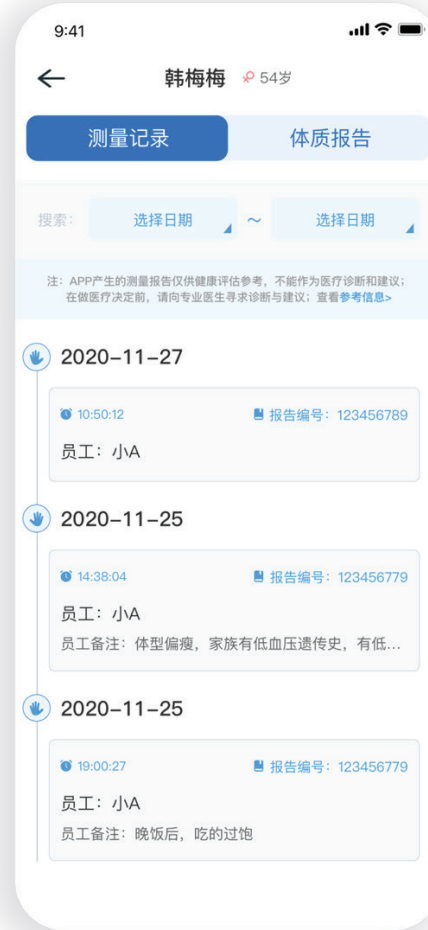 9:41
韩梅梅 54岁
测量记录 体质报告
搜索: 选择日期 ～ 选择日期
注：APP产生的测量报告仅供健康评估参考，不能作为医疗诊断和建议；
在做医疗决定前，请向专业医生寻求诊断与建议；查看参考信息>
2020-11-27
10:50:12 报告编号：123456789
员工：小A
2020-11-25
14:38:04 报告编号：123456779
员工：小A
员工备注：体型偏瘦，家族有低血压遗传史，有低...
2020-11-25
19:00:27 报告编号：123456779
员工：小A
员工备注：晚饭后，吃的过饱